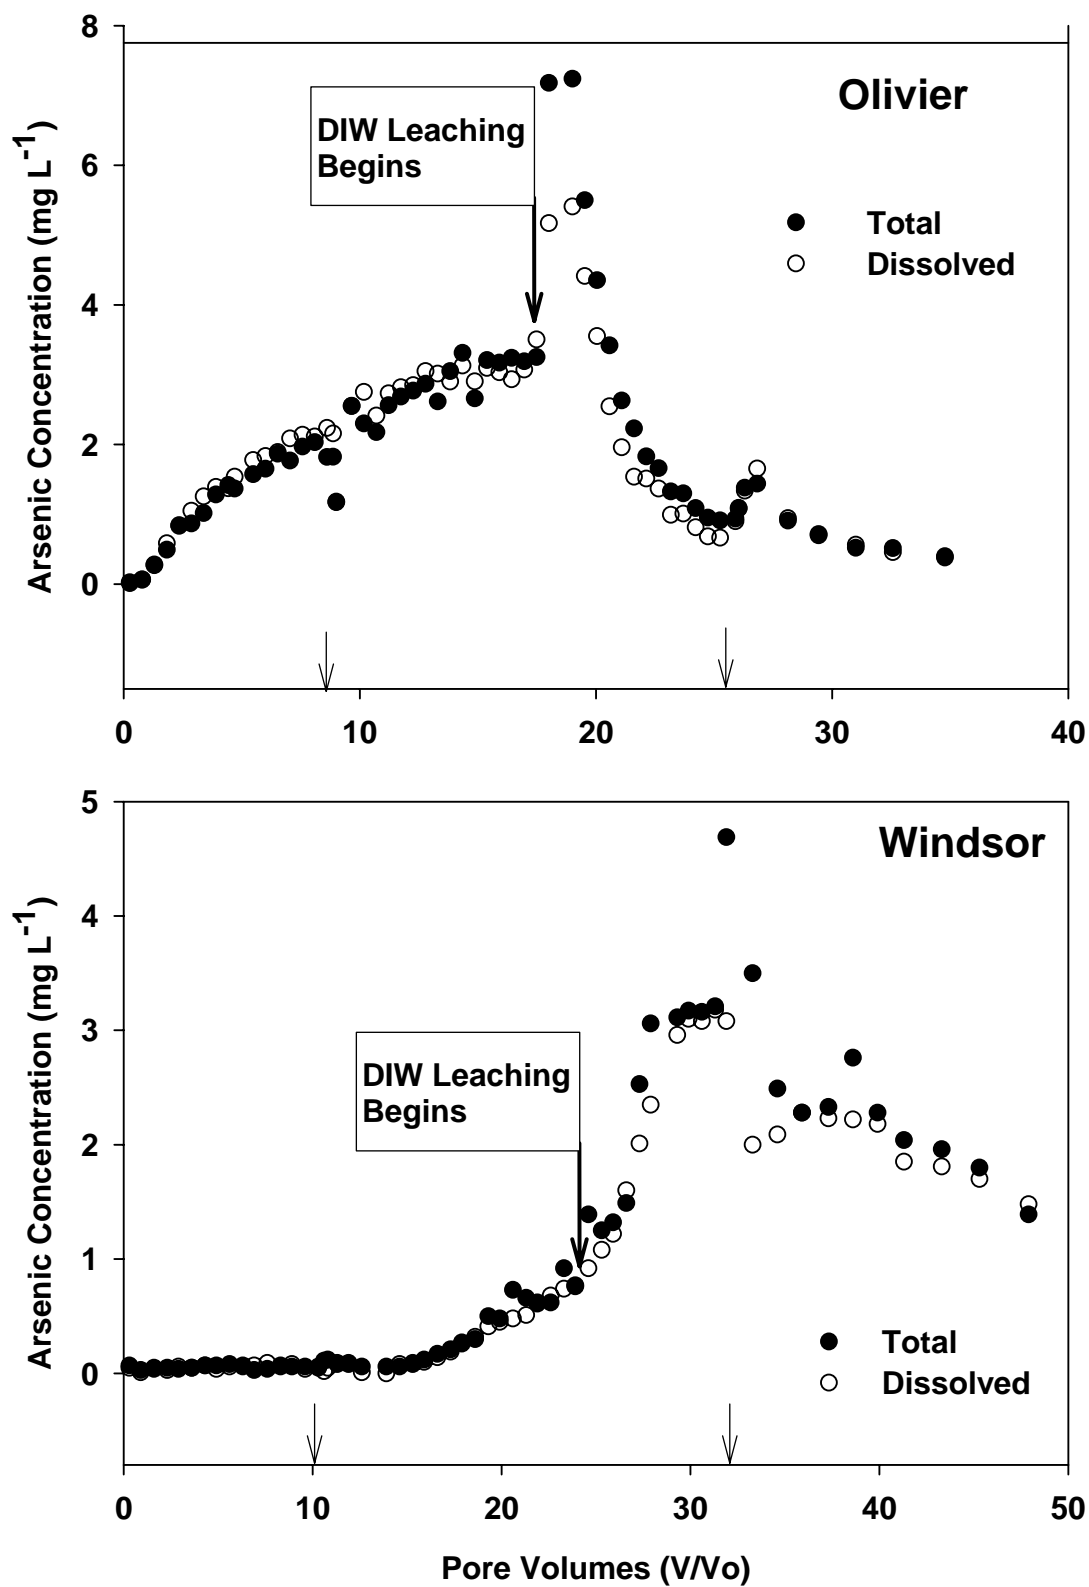 8
Olivier
DIW Leaching
Begins
6
Total
Dissolved
4
2
0
Arsenic Concentration (mg L-1)
0 10 20 30 40
5
Windsor
4
3
DIW Leaching
Begins
2
1
Total
Dissolved
0
Arsenic Concentration (mg L-1)
0 10 20 30 40 50
Pore Volumes (V/Vo)